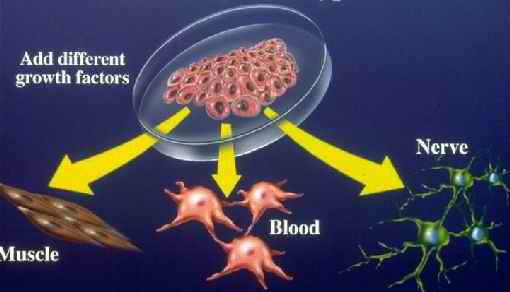 Add different
growth factors
Nerve
Blood
Muscle